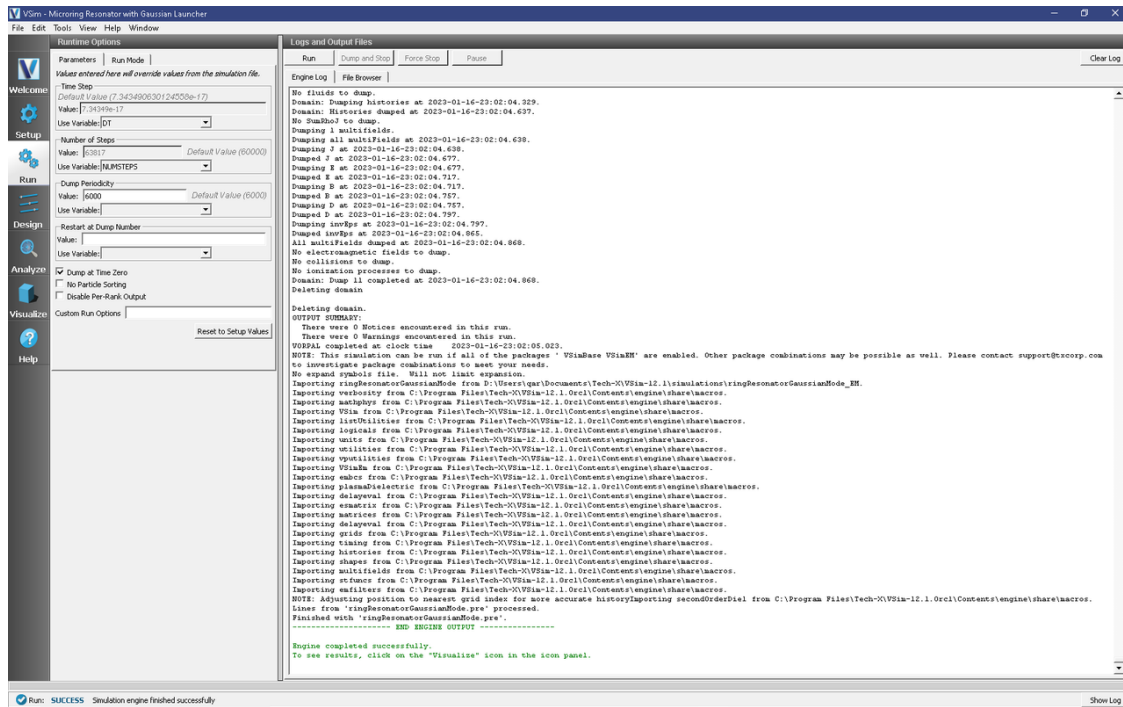 VSim - Microring Resonator with Gaussian Launcher
File Edit Tools View Help Window
Runtime Options
Parameters Run Mode
Values entered here will override values from the simulation file.
Time Step
Default Value (7.343490630124558e-17)
Value: 7.34349e-17
Use Variable: DT
Number of Steps
Value: 63817 Default Value (60000)
Use Variable: NUMSTEPS
Dump Periodicity
Value: 6000 Default Value (6000)
Use Variable:
Restart at Dump Number
Value:
Use Variable:
Dump at Time Zero
No Particle Sorting
Disable Per-Rank Output
Custom Run Options
Reset to Setup Values
Welcome
Setup
Run
Design
Analyze
Visualize
Help
Logs and Output Files
Run Dump and Stop Force Stop Pause Clear Log
Engine Log File Browser
No fluids to dump.
Domain: Dumping histories at 2023-01-16-23:02:04.329.
Domain: Histories dumped at 2023-01-16-23:02:04.637.
No SumRhoJ to dump.
Dumping 1 multifields.
Dumping all multiFields at 2023-01-16-23:02:04.638.
Dumping J at 2023-01-16-23:02:04.638.
Dumped J at 2023-01-16-23:02:04.677.
Dumping E at 2023-01-16-23:02:04.677.
Dumped E at 2023-01-16-23:02:04.717.
Dumping B at 2023-01-16-23:02:04.717.
Dumped B at 2023-01-16-23:02:04.757.
Dumping D at 2023-01-16-23:02:04.757.
Dumped D at 2023-01-16-23:02:04.797.
Dumping invEps at 2023-01-16-23:02:04.797.
Dumped invEps at 2023-01-16-23:02:04.865.
All multiFields dumped at 2023-01-16-23:02:04.868.
No electromagnetic fields to dump.
No collisions to dump.
No ionization processes to dump.
Domain: Dump 11 completed at 2023-01-16-23:02:04.868.
Deleting domain
Deleting domain.
OUTPUT SUMMARY:
There were 0 Notices encountered in this run.
There were 0 Warnings encountered in this run.
VORPAL completed at clock time 2023-01-16-23:02:05.023.
NOTE: This simulation can be run if all of the packages ' VSimBase VSimEM' are enabled. Other package combinations may be possible as well. Please contact support@txcorp.com
to investigate package combinations to meet your needs.
No expand symbols file. Will not limit expansion.
Importing ringResonatorGaussianMode from D:\Users\qar\Documents\Tech-X\VSim-12.1\simulations\ringResonatorGaussianMode_EM.
Importing verbosity from C:\Program Files\Tech-X\VSim-12.1.0rc1\Contents\engine\share\macros.
Importing mathphys from C:\Program Files\Tech-X\VSim-12.1.0rc1\Contents\engine\share\macros.
Importing VSim from C:\Program Files\Tech-X\VSim-12.1.0rc1\Contents\engine\share\macros.
Importing listUtilities from C:\Program Files\Tech-X\VSim-12.1.0rc1\Contents\engine\share\macros.
Importing logicals from C:\Program Files\Tech-X\VSim-12.1.0rc1\Contents\engine\share\macros.
Importing units from C:\Program Files\Tech-X\VSim-12.1.0rc1\Contents\engine\share\macros.
Importing utilities from C:\Program Files\Tech-X\VSim-12.1.0rc1\Contents\engine\share\macros.
Importing vputilities from C:\Program Files\Tech-X\VSim-12.1.0rc1\Contents\engine\share\macros.
Importing VSimEm from C:\Program Files\Tech-X\VSim-12.1.0rc1\Contents\engine\share\macros.
Importing embcs from C:\Program Files\Tech-X\VSim-12.1.0rc1\Contents\engine\share\macros.
Importing plasmaDielectric from C:\Program Files\Tech-X\VSim-12.1.0rc1\Contents\engine\share\macros.
Importing delayeval from C:\Program Files\Tech-X\VSim-12.1.0rc1\Contents\engine\share\macros.
Importing esmatrix from C:\Program Files\Tech-X\VSim-12.1.0rc1\Contents\engine\share\macros.
Importing matrices from C:\Program Files\Tech-X\VSim-12.1.0rc1\Contents\engine\share\macros.
Importing delayeval from C:\Program Files\Tech-X\VSim-12.1.0rc1\Contents\engine\share\macros.
Importing grids from C:\Program Files\Tech-X\VSim-12.1.0rc1\Contents\engine\share\macros.
Importing timing from C:\Program Files\Tech-X\VSim-12.1.0rc1\Contents\engine\share\macros.
Importing histories from C:\Program Files\Tech-X\VSim-12.1.0rc1\Contents\engine\share\macros.
Importing shapes from C:\Program Files\Tech-X\VSim-12.1.0rc1\Contents\engine\share\macros.
Importing multifields from C:\Program Files\Tech-X\VSim-12.1.0rc1\Contents\engine\share\macros.
Importing stfuncs from C:\Program Files\Tech-X\VSim-12.1.0rc1\Contents\engine\share\macros.
Importing emfilters from C:\Program Files\Tech-X\VSim-12.1.0rc1\Contents\engine\share\macros.
NOTE: Adjusting position to nearest grid index for more accurate historyImporting secondOrderDiel from C:\Program Files\Tech-X\VSim-12.1.0rc1\Contents\engine\share\macros.
Lines from 'ringResonatorGaussianMode.pre' processed.
Finished with 'ringResonatorGaussianMode.pre'.
-------------------- END ENGINE OUTPUT ----------------
Engine completed successfully.
To see results, click on the "Visualize" icon in the icon panel.
Run: SUCCESS Simulation engine finished successfully Show Log